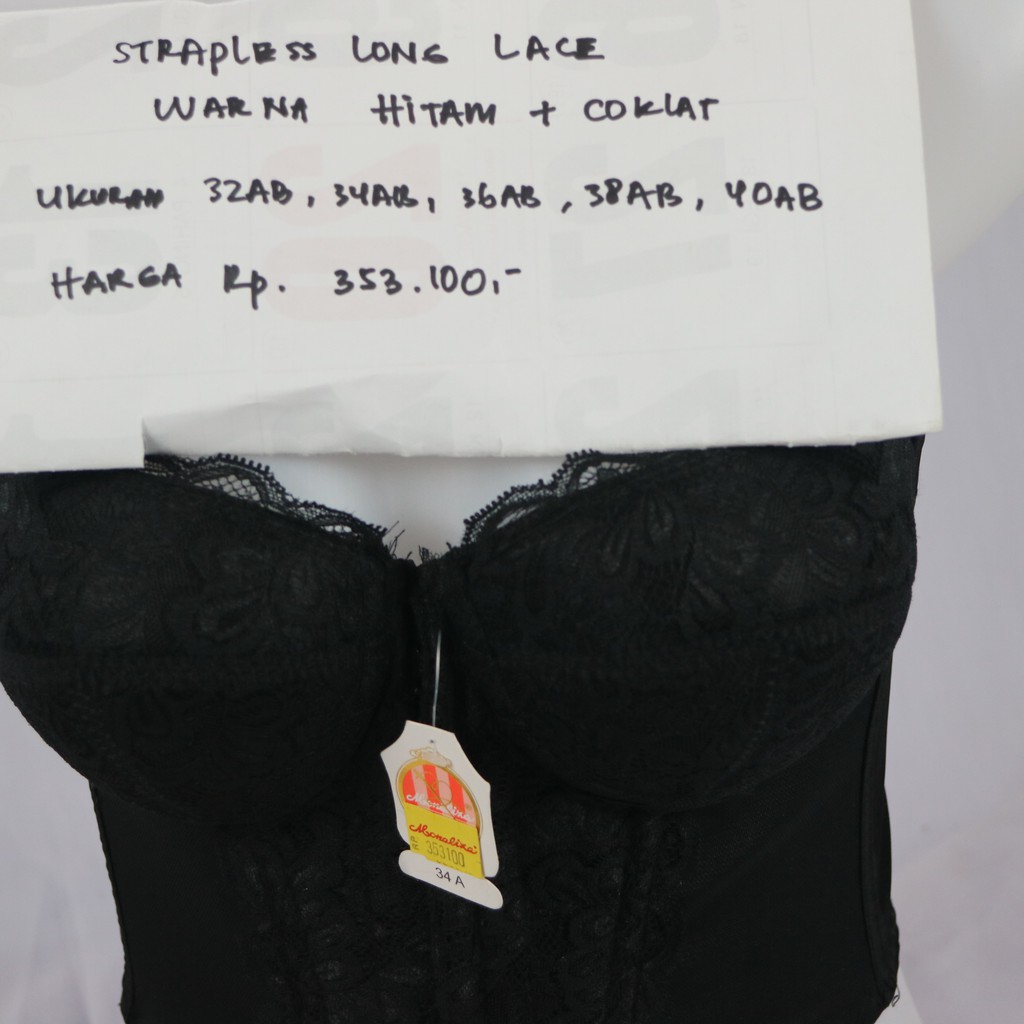 STRAPLESS LONG LACE
WARNA HITAM + COKLAT
UKURAN 32AB, 34AB, 36AB, 38AB, 40AB
HARGA Rp. 353.100,-
Monalisa
Monalisa
353100
34 A